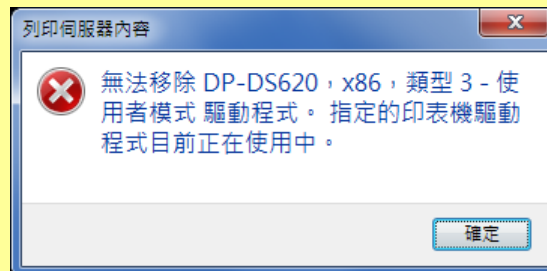 列印伺服器內容
無法移除 DP-DS620，x86，類型 3 - 使
用者模式 驅動程式。 指定的印表機驅動
程式目前正在使用中。
確定